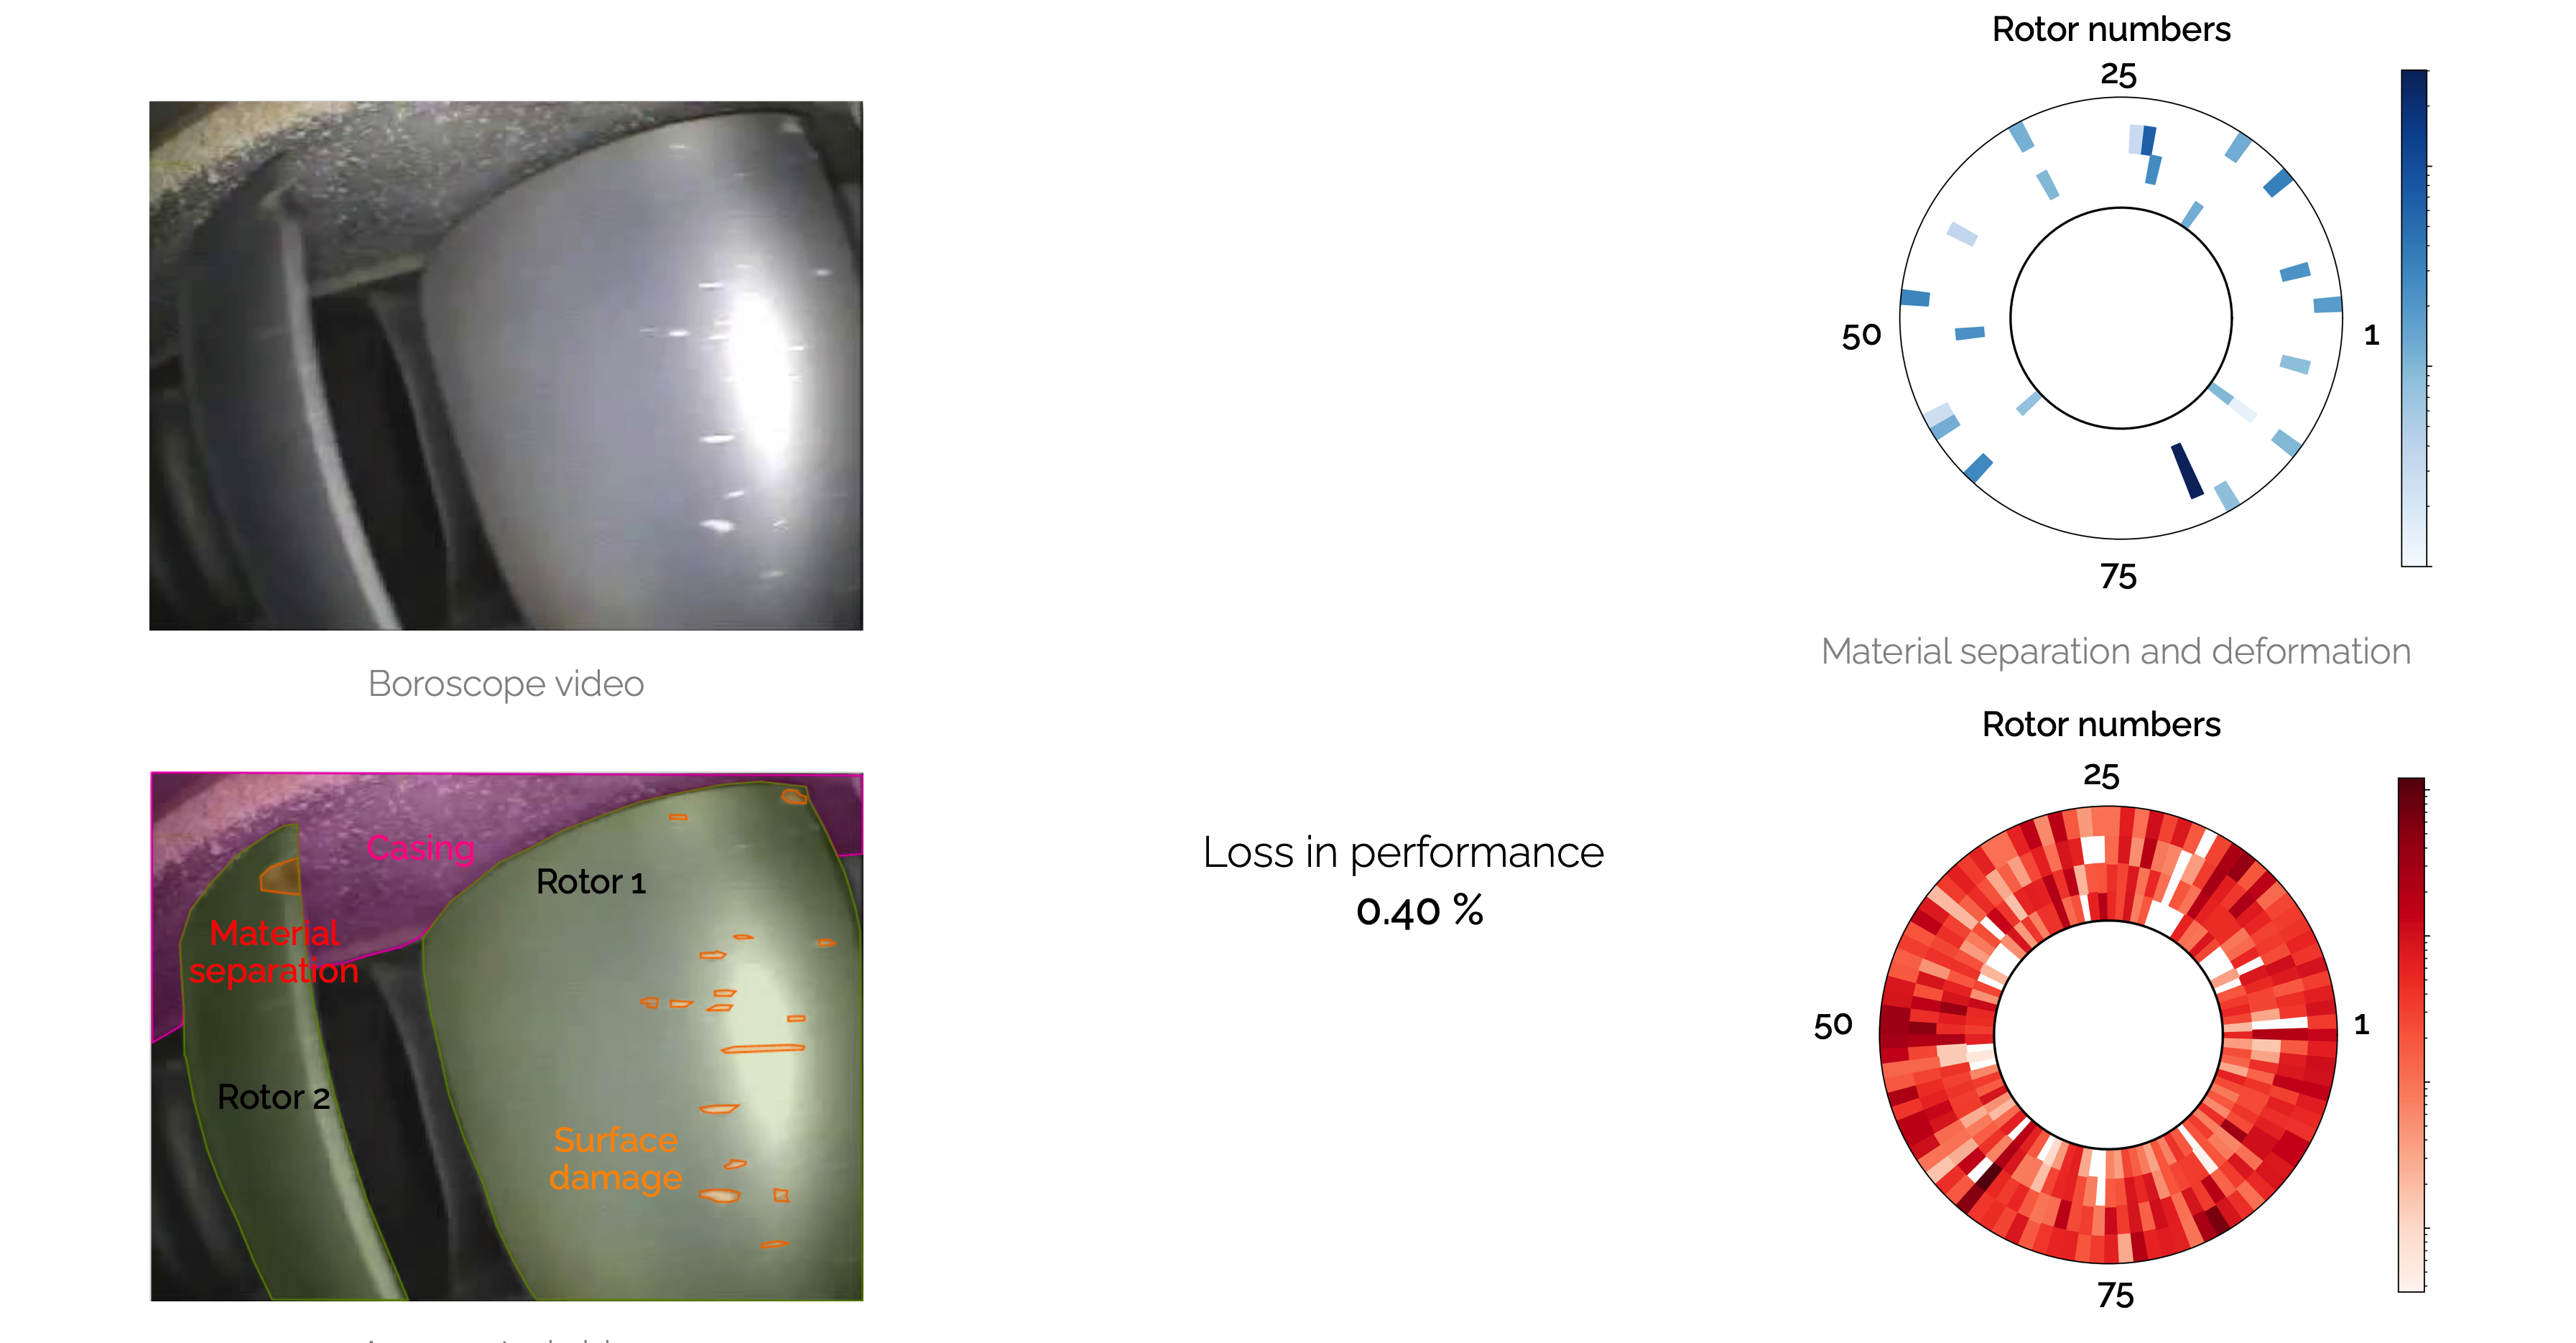 Rotor numbers
25
50
1
75
Boroscope video
Material separation and deformation
Rotor numbers
25
Casing
Rotor 1
Loss in performance
0.40 %
Material
separation
50
1
Rotor 2
Surface
damage
75